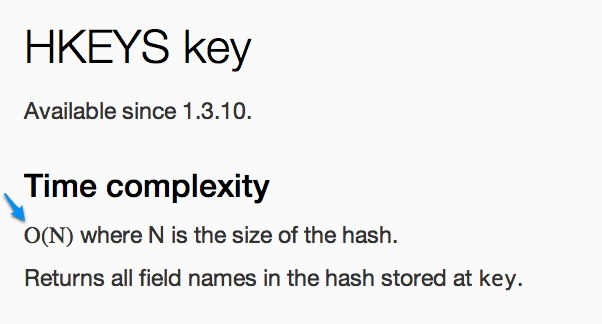 HKEYS key
Available since 1.3.10.
Time complexity
O(N) where N is the size of the hash.
Returns all field names in the hash stored at key.